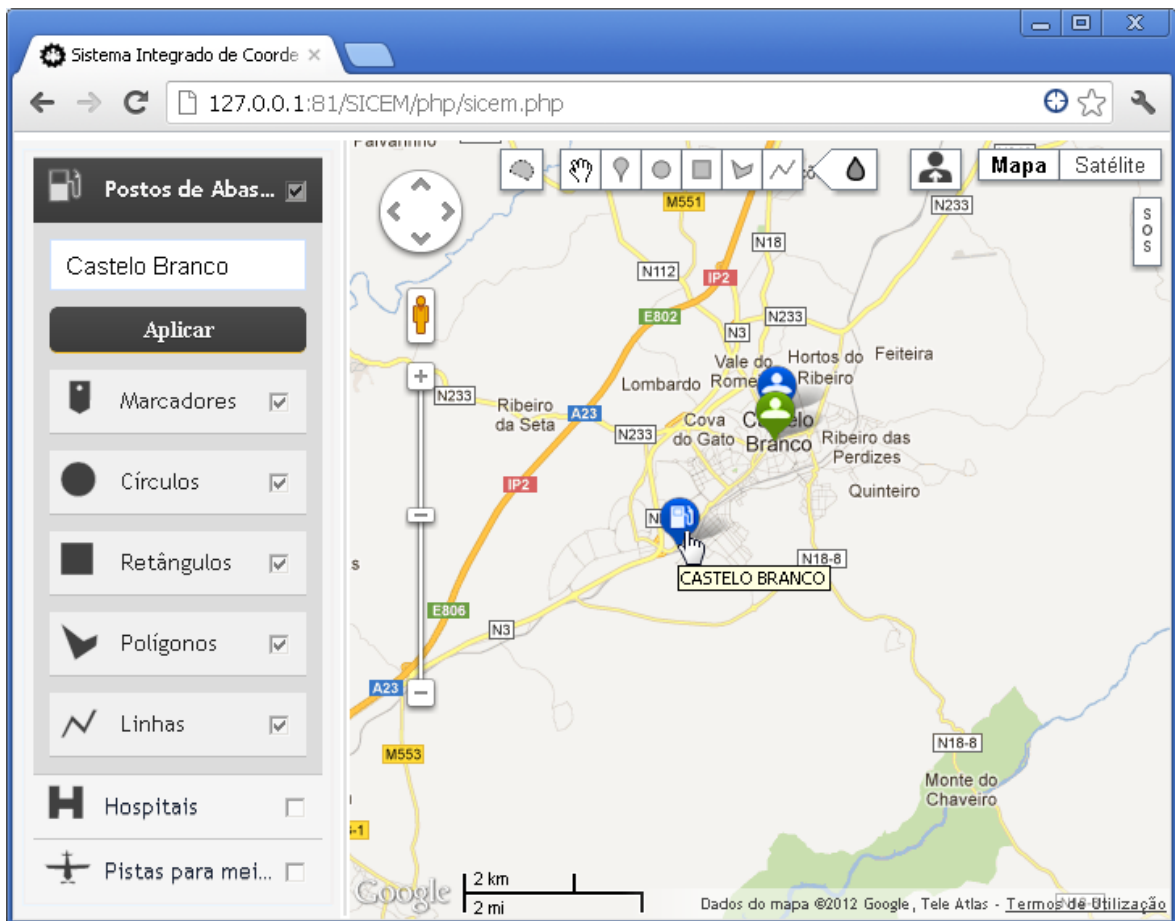 Sistema Integrado de Coorde
127.0.0.1:81/SICEM/php/sicem.php
Postos de Abas...
Castelo Branco
Aplicar
Marcadores
Círculos
Retângulos
Polígonos
Linhas
Hospitais
Pistas para mei...
Mapa
Satélite
S
O
S
M551
N233
N18
N112
IP2
E802
N233
N3
Vale do
Hortos do
Feiteira
Lombardo
Ribeiro
N233
Ribeiro
da Seta
A23
N233
Cova
do Gato
Branco
Ribeiro das
Perdizes
IP2
Quinteiro
N18-8
CASTELO BRANCO
E806
N3
A23
M553
N18-8
Monte do
Chaveiro
Google
2 km
2 mi
Dados do mapa ©2012 Google, Tele Atlas - Termos de Utilização